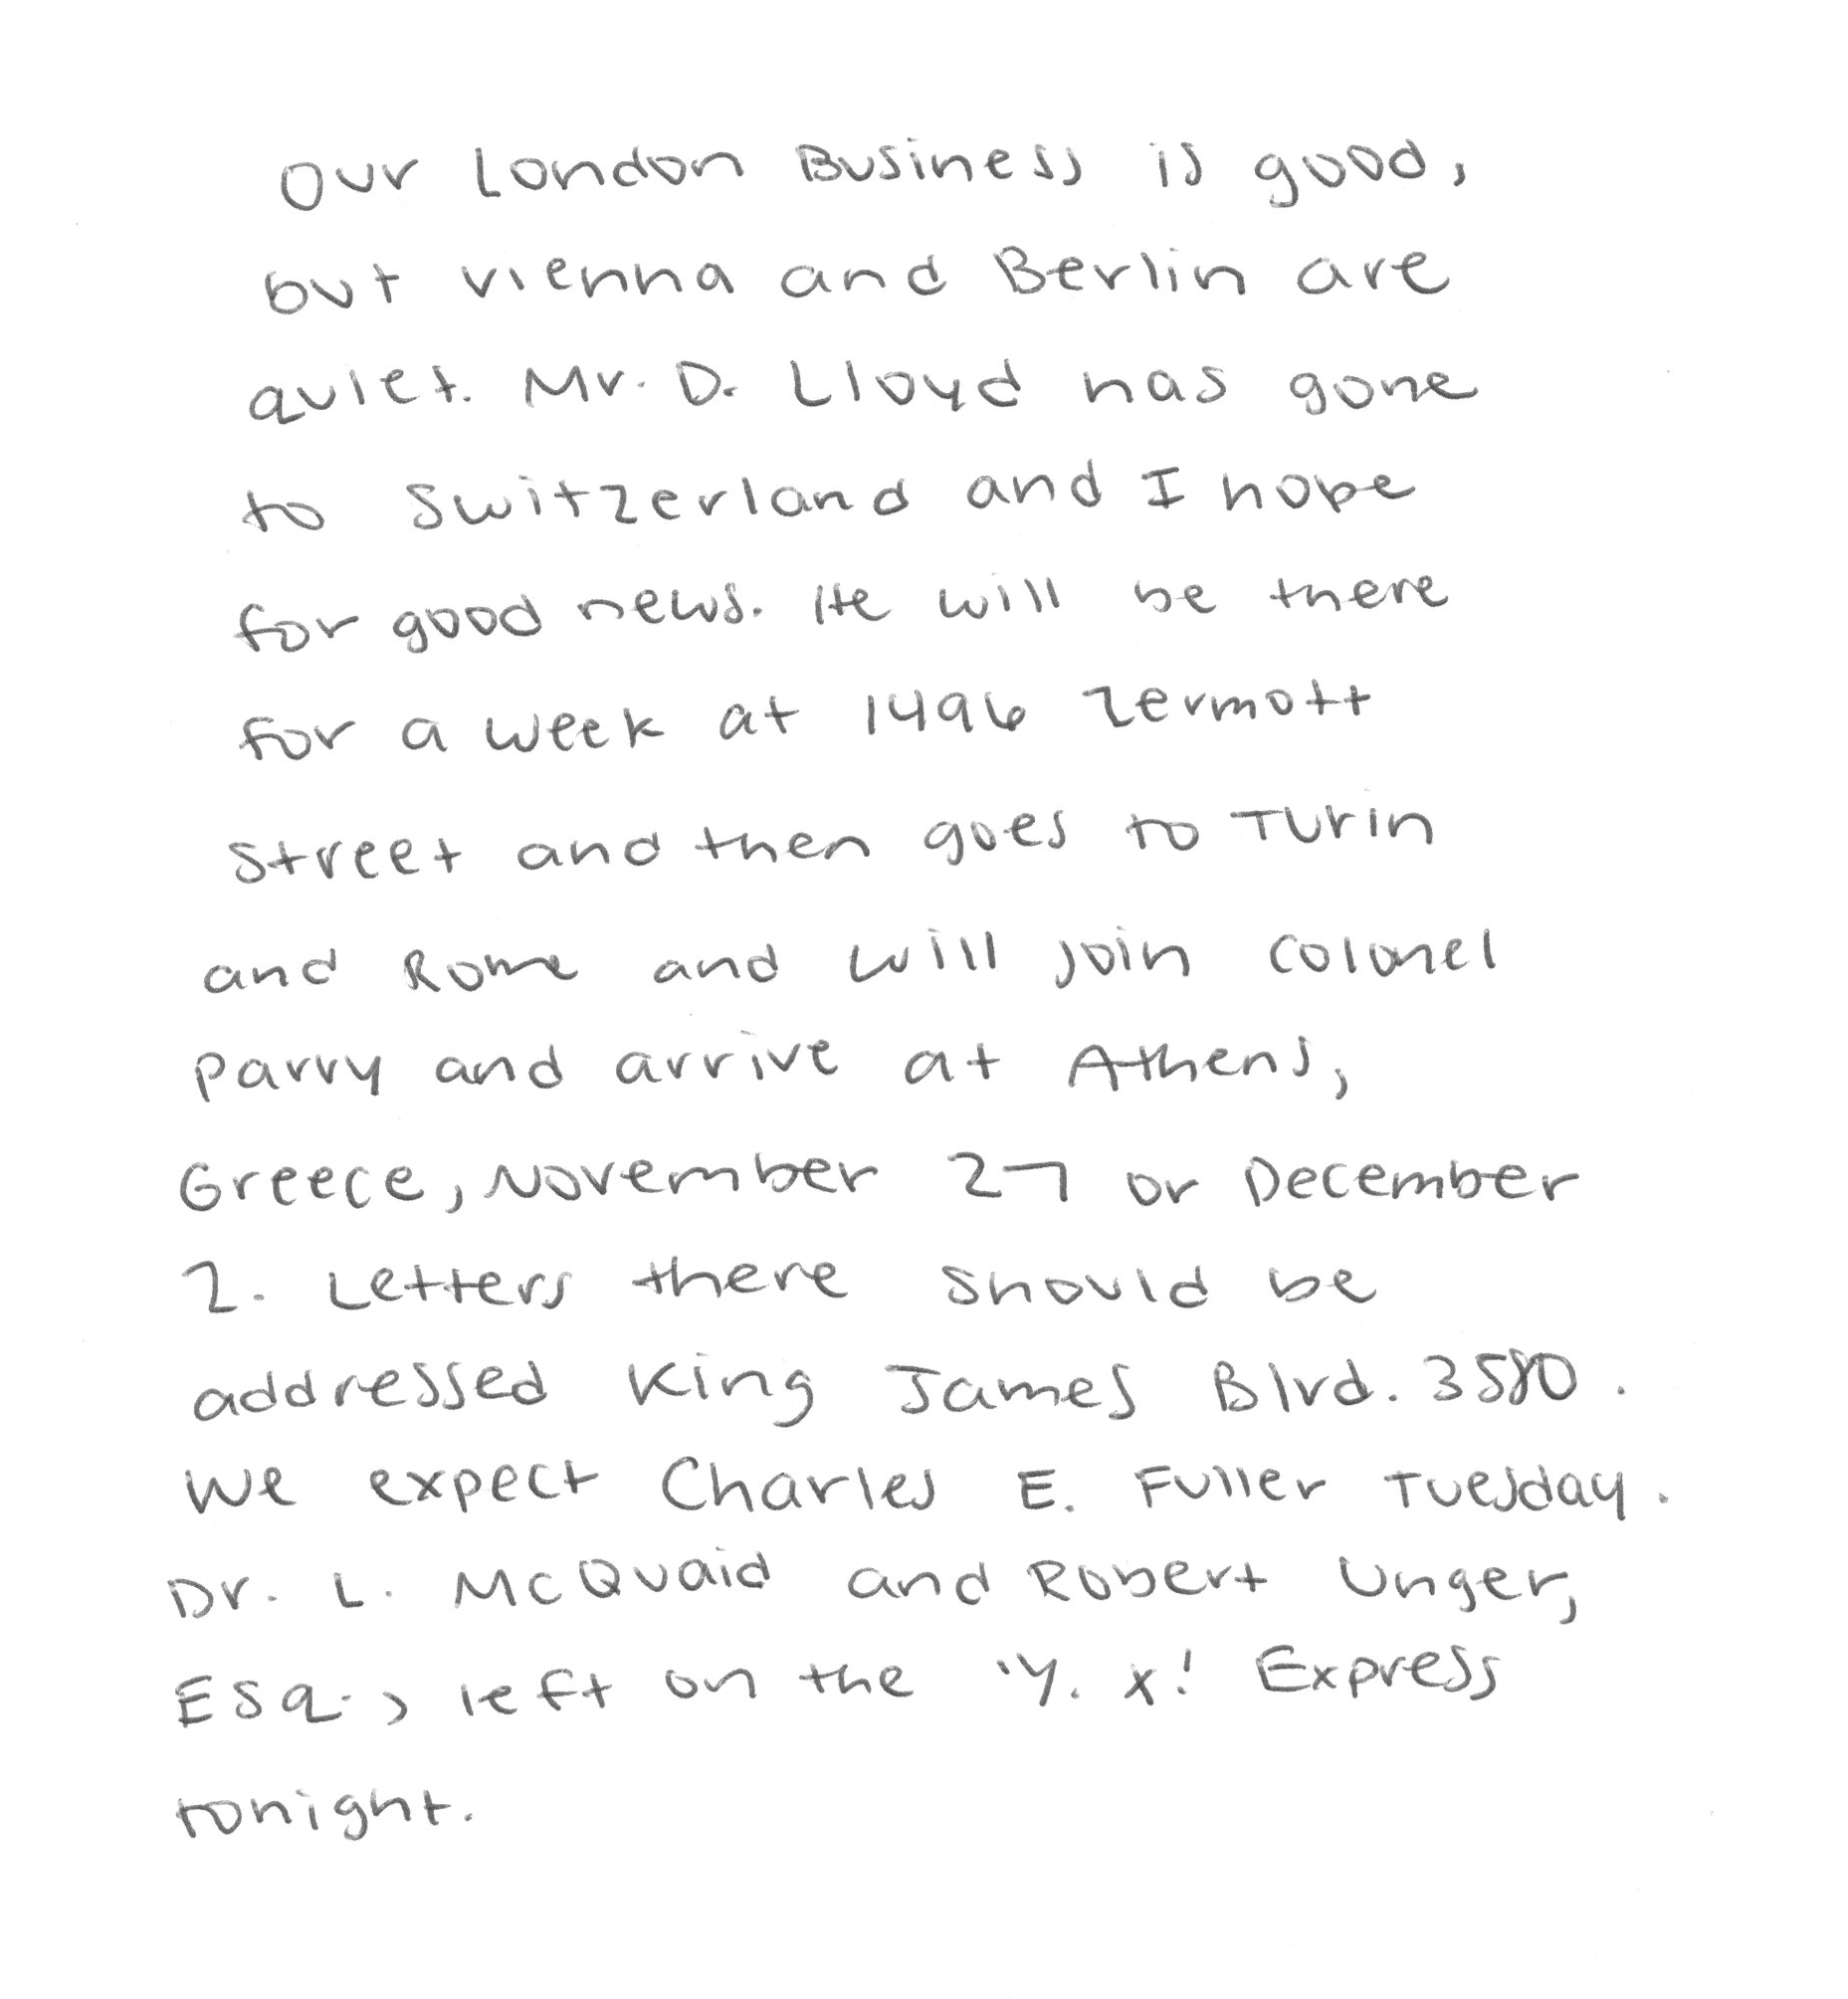 Our London Business is good,
but vienna and Berlin are
quiet. Mr. D. Lloyd has gone
to Switzerland and I hope
for good news. He will be there
for a week at 1496 Zermott
street and then goes to Turin
and Rome and will join Colonel
Parry and arrive at Athens,
Greece, November 27 or December
2. Letters there should be
addressed King James Blvd. 3580.
We expect Charles E. Fuller Tuesday.
Dr. L. McQuaid and Robert Unger,
Esq., left on the 'Y. X.' Express
tonight.